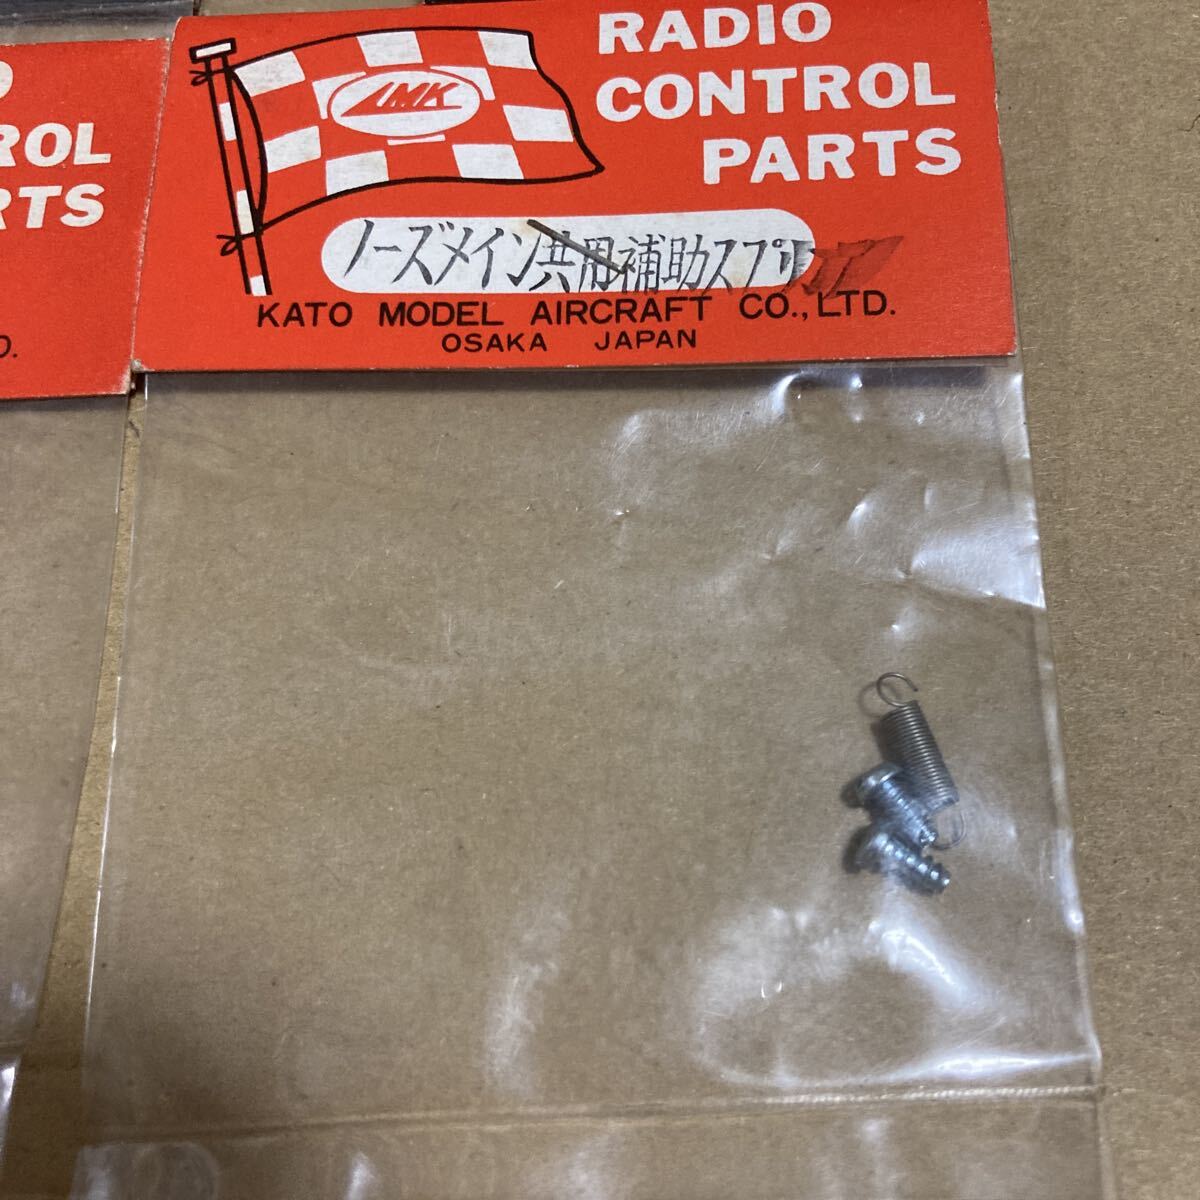 IMK
RADIO
CONTROL
PARTS
ノーズメイン共用補助スプリング
KATO MODEL AIRCRAFT CO., LTD.
OSAKA JAPAN
ROL
RTS
D.